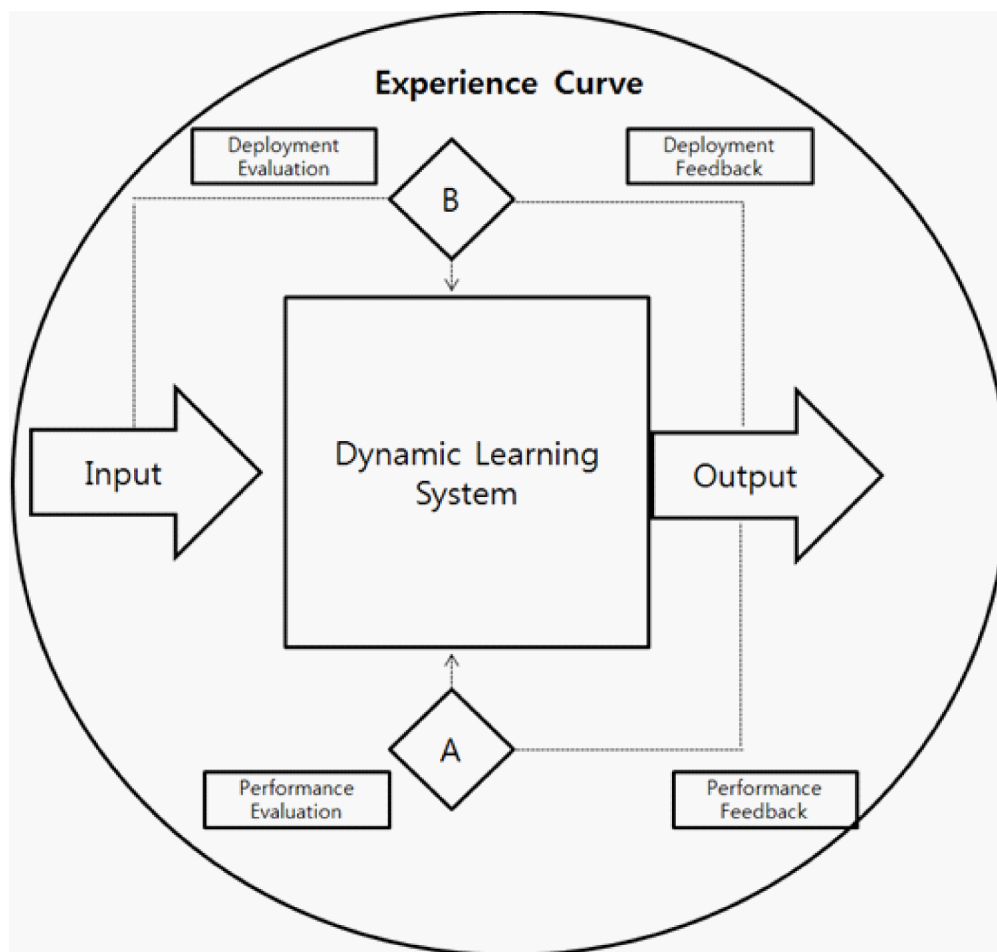 Experience Curve
Deployment
Evaluation
Deployment
Feedback
B
Input
Dynamic Learning
System
Output
A
Performance
Evaluation
Performance
Feedback